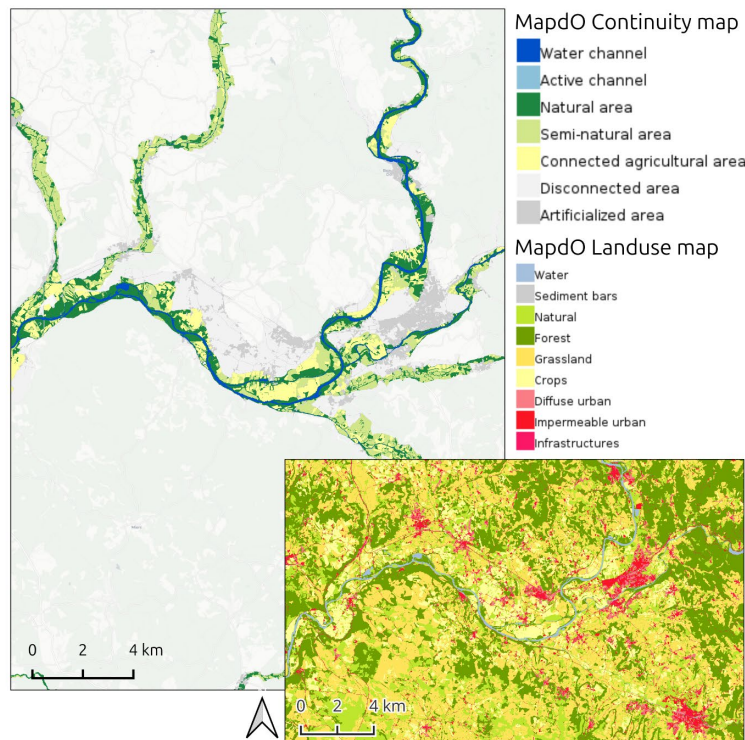 MapdO Continuity map
Water channel
Active channel
Natural area
Semi-natural area
Connected agricultural area
Disconnected area
Artificialized area
MapdO Landuse map
Water
Sediment bars
Natural
Forest
Grassland
Crops
Diffuse urban
Impermeable urban
Infrastructures
0 2 4 km
0 2 4 km